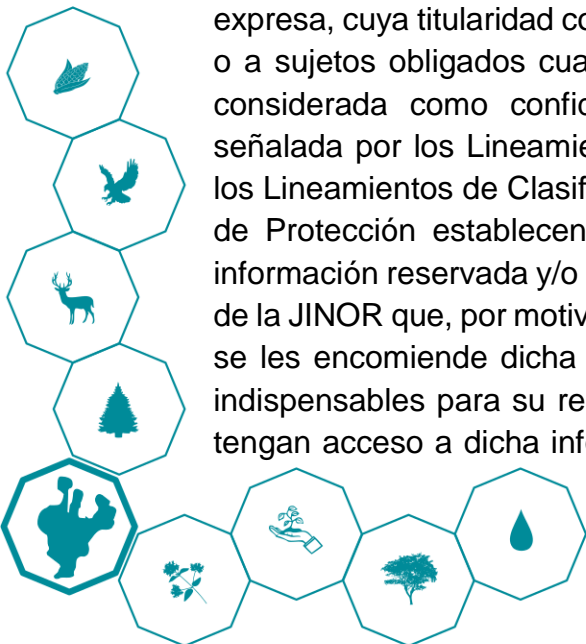 expresa, cuya titularidad co
o a sujetos obligados cua
considerada como confid
señalada por los Lineamie
los Lineamientos de Clasif
de Protección establecen
información reservada y/o
de la JINOR que, por motiv
se les encomiende dicha
indispensables para su re
tengan acceso a dicha inf